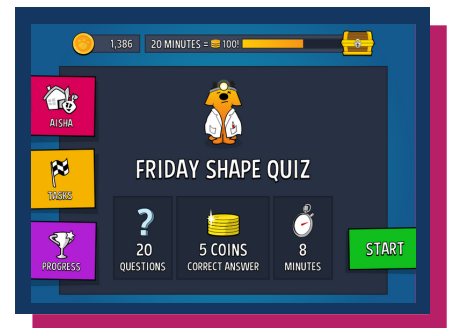 1,386
20 MINUTES = 100!
AISHA
TASKS
PROGRESS
FRIDAY SHAPE QUIZ
?
20
QUESTIONS
5 COINS
CORRECT ANSWER
8
MINUTES
START